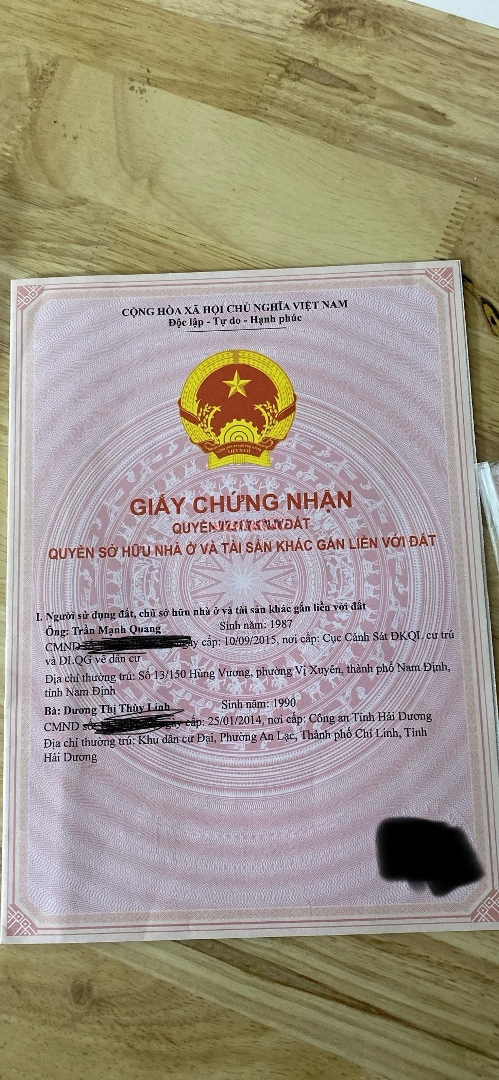 CỘNG HÒA XÃ HỘI CHỦ NGHĨA VIỆT NAM
Độc lập - Tự do - Hạnh phúc
GIẤY CHỨNG NHẬN
QUYỀN ĐẤT
QUYỀN SỞ HỮU NHÀ Ở VÀ TÀI SẢN KHÁC GẮN LIỀN VỚI ĐẤT
I. Người sử dụng đất, chủ sở hữu nhà ở và tài sản khác gắn liền với đất
Ông: Trần Mạnh Quang Sinh năm: 1987
CMND cấp: 10/09/2015, nơi cấp: Cục Cảnh Sát ĐKQL cư trú
và DLQG về dân cư
Địa chỉ thường trú: Số 13/150 Hùng Vương, phường Vị Xuyên, thành phố Nam Định,
tỉnh Nam Định
Bà: Dương Thị Thùy Linh Sinh năm: 1990
CMND cấp: 25/01/2014, nơi cấp: Công an Tỉnh Hải Dương
Địa chỉ thường trú: Khu dân cư Đại, Phường An Lạc, Thành phố Chí Linh, Tỉnh
Hải Dương